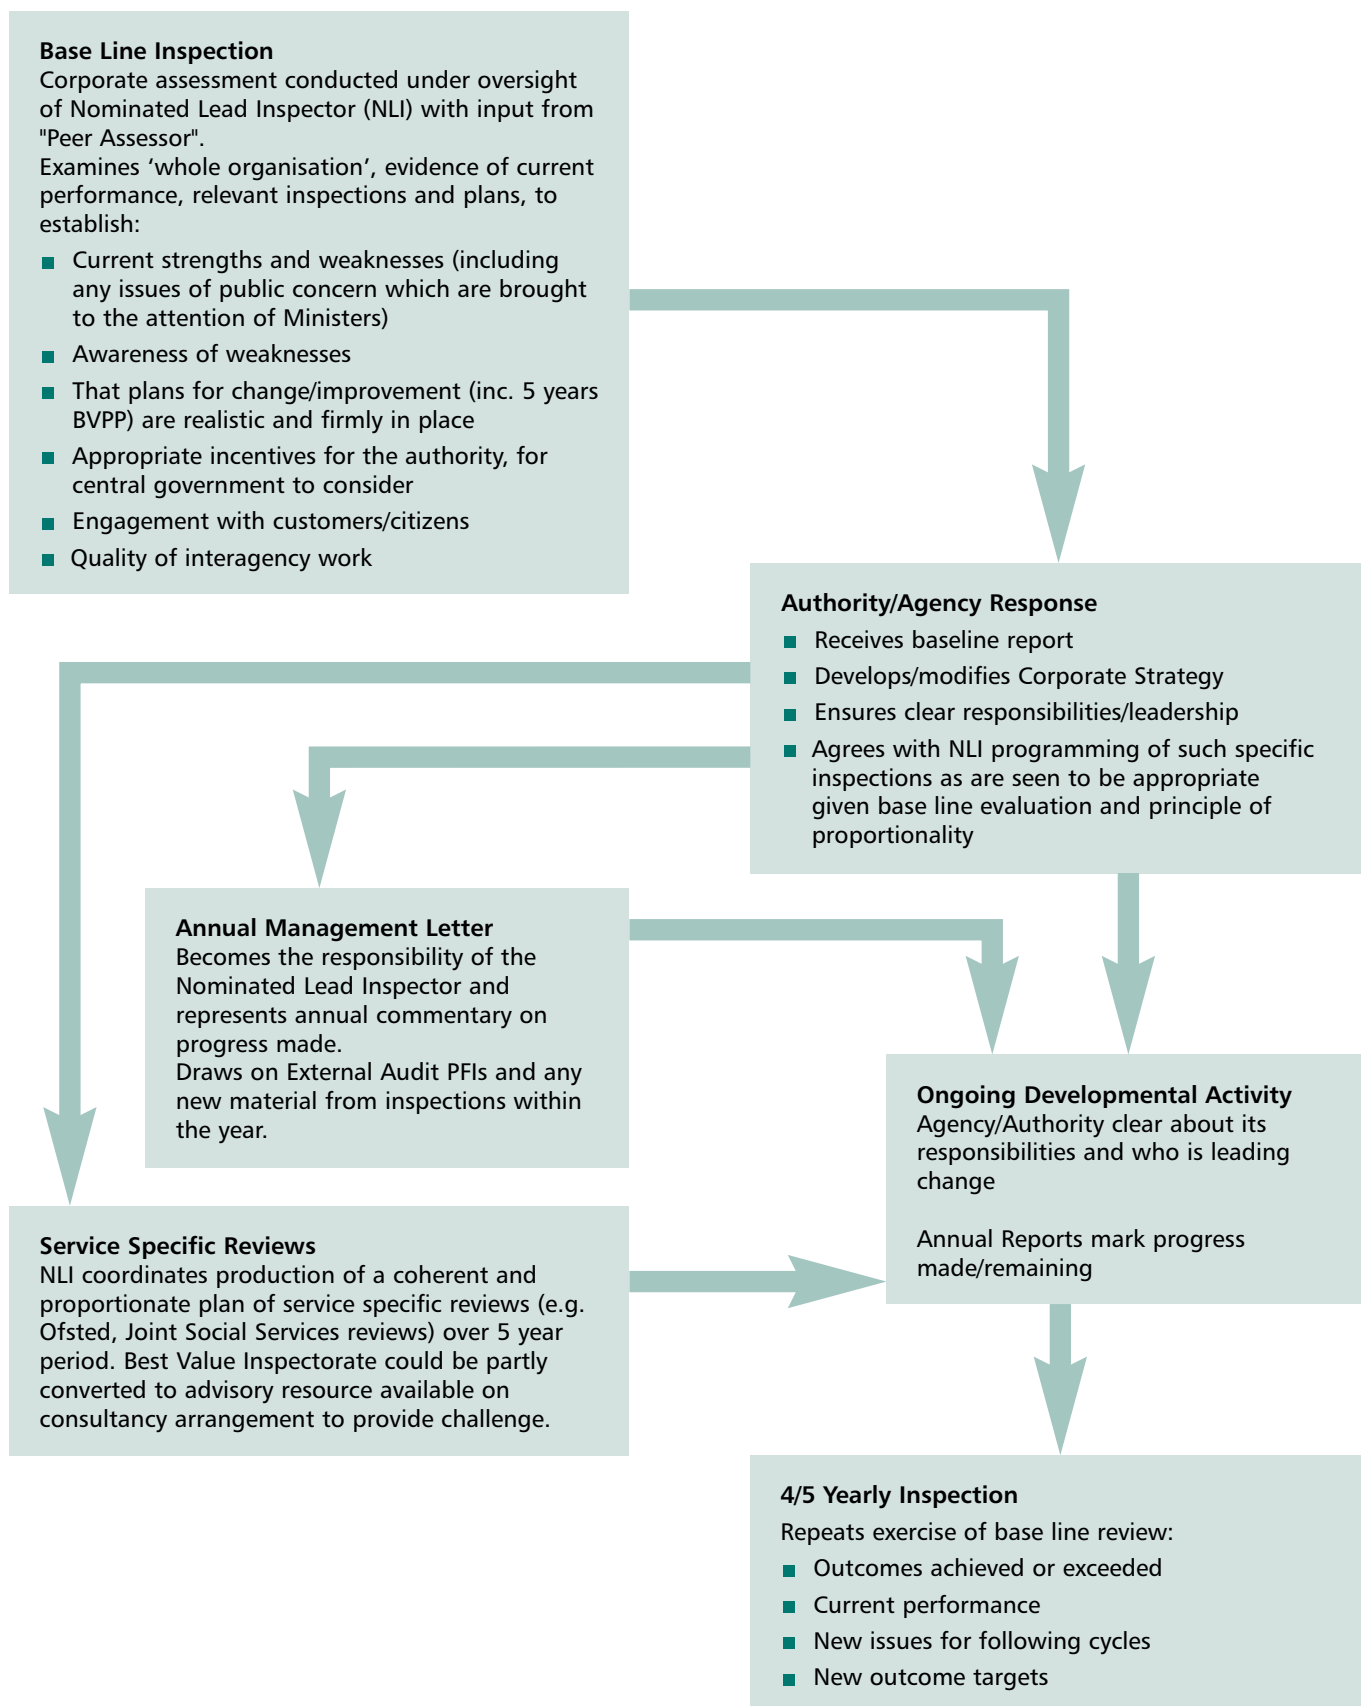 Base Line Inspection
Corporate assessment conducted under oversight
of Nominated Lead Inspector (NLI) with input from
"Peer Assessor".
Examines ‘whole organisation’, evidence of current
performance, relevant inspections and plans, to
establish:
Current strengths and weaknesses (including
any issues of public concern which are brought
to the attention of Ministers)
Awareness of weaknesses
That plans for change/improvement (inc. 5 years
BVPP) are realistic and firmly in place
Appropriate incentives for the authority, for
central government to consider
Engagement with customers/citizens
Quality of interagency work
Authority/Agency Response
Receives baseline report
Develops/modifies Corporate Strategy
Ensures clear responsibilities/leadership
Agrees with NLI programming of such specific
inspections as are seen to be appropriate
given base line evaluation and principle of
proportionality
Annual Management Letter
Becomes the responsibility of the
Nominated Lead Inspector and
represents annual commentary on
progress made.
Draws on External Audit PFIs and any
new material from inspections within
the year.
Ongoing Developmental Activity
Agency/Authority clear about its
responsibilities and who is leading
change
Annual Reports mark progress
made/remaining
Service Specific Reviews
NLI coordinates production of a coherent and
proportionate plan of service specific reviews (e.g.
Ofsted, Joint Social Services reviews) over 5 year
period. Best Value Inspectorate could be partly
converted to advisory resource available on
consultancy arrangement to provide challenge.
4/5 Yearly Inspection
Repeats exercise of base line review:
Outcomes achieved or exceeded
Current performance
New issues for following cycles
New outcome targets